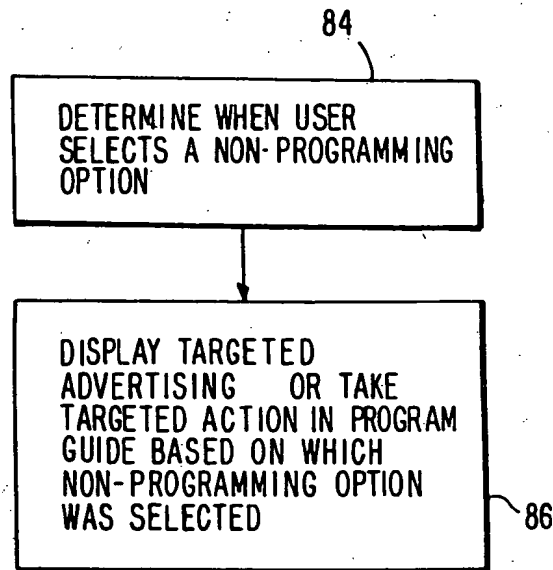 84
DETERMINE WHEN USER
SELECTS A NON-PROGRAMMING
OPTION
DISPLAY TARGETED
ADVERTISING OR TAKE
TARGETED ACTION IN PROGRAM
GUIDE BASED ON WHICH
NON-PROGRAMMING OPTION
WAS SELECTED
86